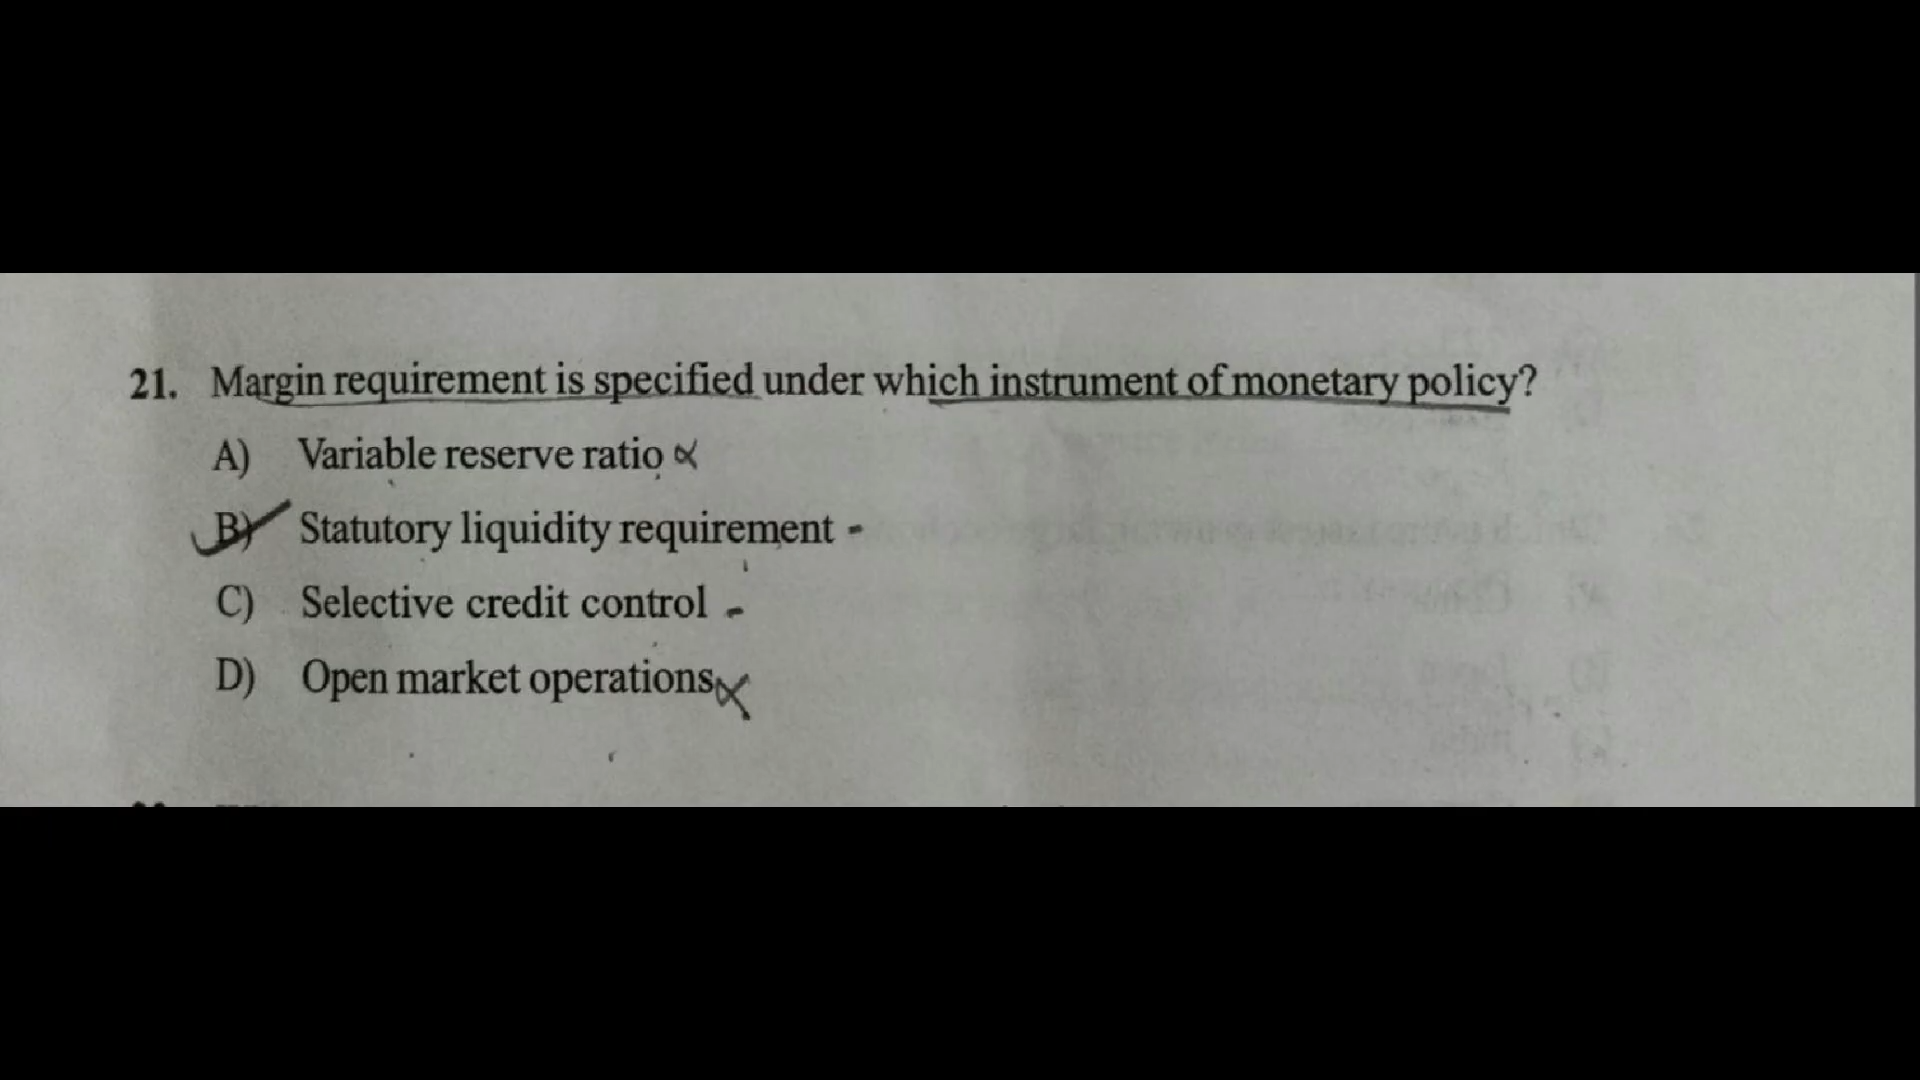 21. Margin requirement is specified under which instrument of monetary policy?
A) Variable reserve ratio
B) Statutory liquidity requirement
C) Selective credit control
D) Open market operations